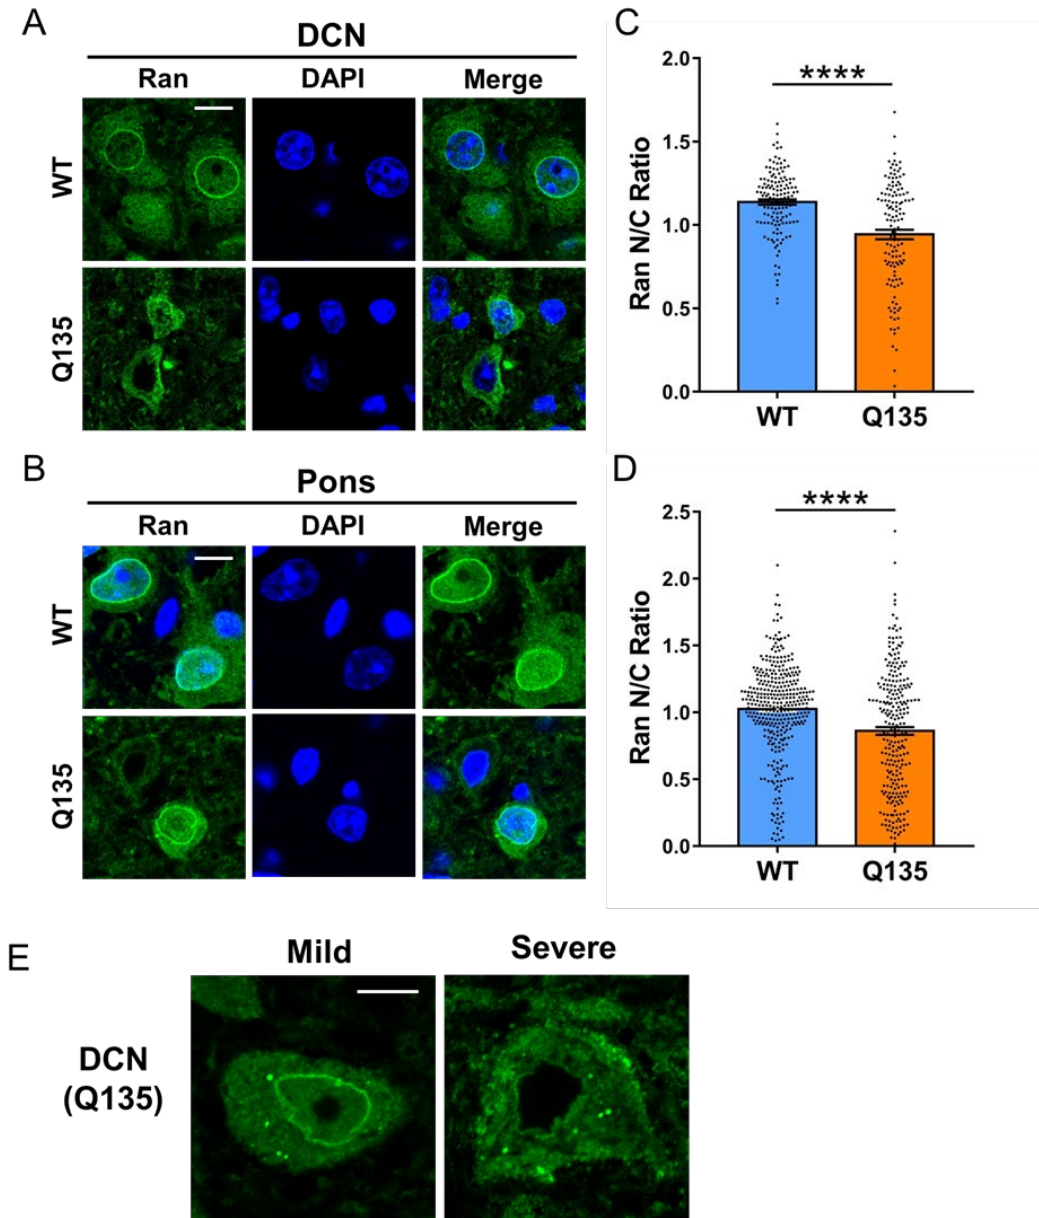 A
DCN
Ran DAPI Merge
WT
Q135
B
Pons
Ran DAPI Merge
WT
Q135
C
2.0
1.5
1.0
0.5
0.0
Ran N/C Ratio
****
WT Q135
D
2.5
2.0
1.5
1.0
0.5
0.0
Ran N/C Ratio
****
WT Q135
E
Mild Severe
DCN
(Q135)